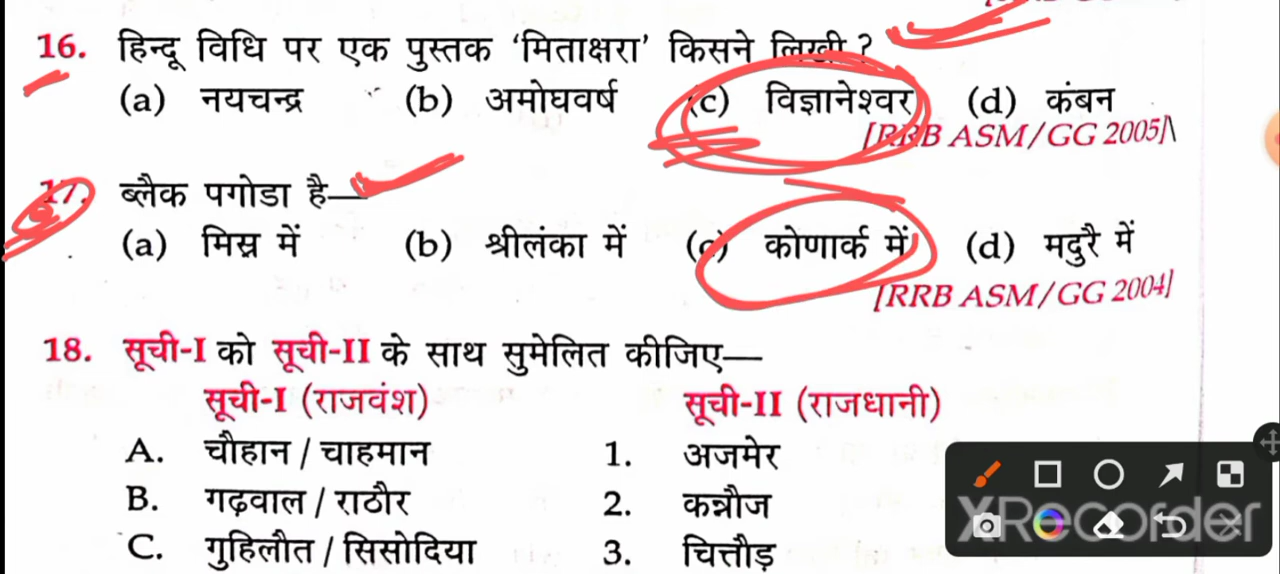 16. हिन्दू विधि पर एक पुस्तक ‘मिताक्षरा’ किसने लिखी ?
(a) नयचन्द्र (b) अमोघवर्ष (c) विज्ञानेश्वर (d) कंबन
[RRB ASM/GG 2005]
17. ब्लैक पगोडा है—
(a) मिस्र में (b) श्रीलंका में (c) कोणार्क में (d) मदुरै में
[RRB ASM/GG 2004]
18. सूची-I को सूची-II के साथ सुमेलित कीजिए—
सूची-I (राजवंश) सूची-II (राजधानी)
A. चौहान / चाहमान 1. अजमेर
B. गढ़वाल / राठौर 2. कन्नौज
C. गुहिलौत / सिसोदिया 3. चित्तौड़
XRecorder